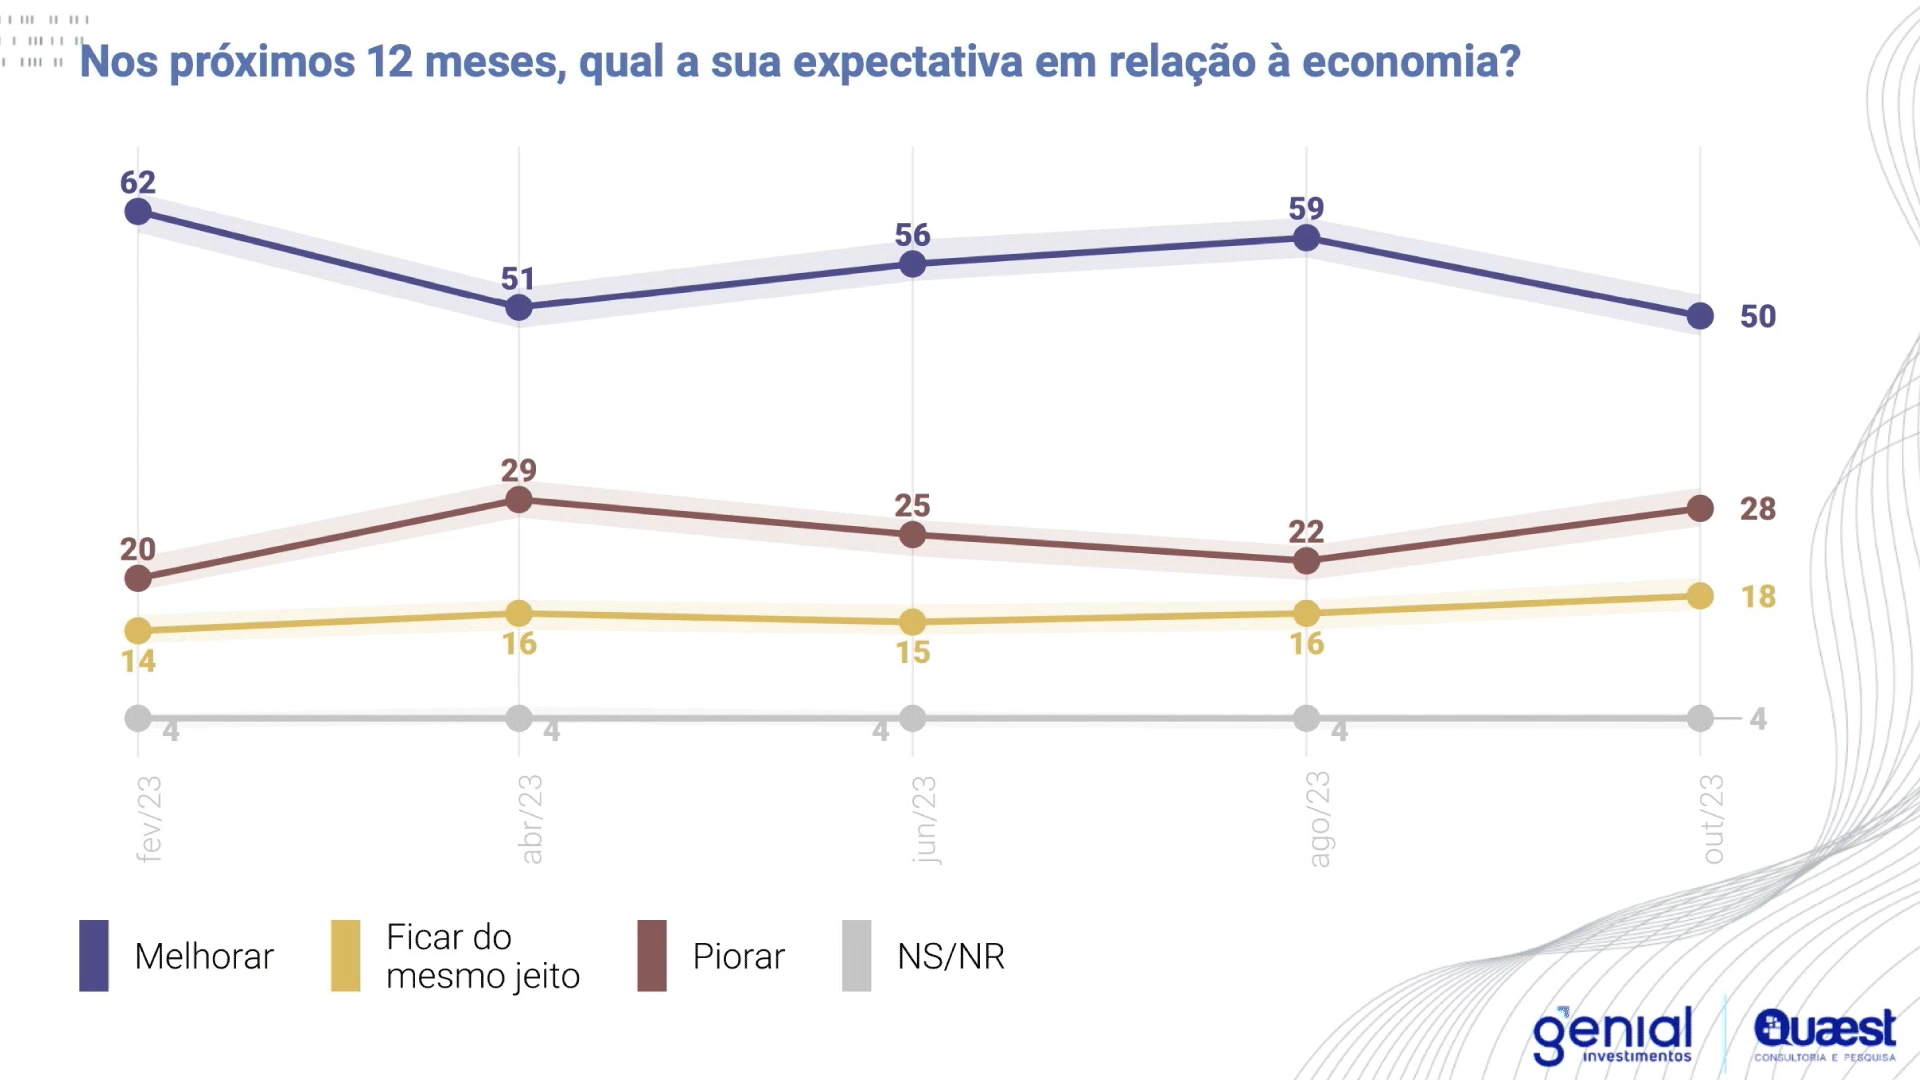 Nos próximos 12 meses, qual a sua expectativa em relação à economia?
62
51
56
59
50
29
25
22
28
20
14
16
15
16
18
4
4
4
4
4
fev/23
abr/23
jun/23
ago/23
out/23
Melhorar
Ficar do
mesmo jeito
Piorar
NS/NR
genial
investimentos
Quaest
CONSULTORIA E PESQUISA